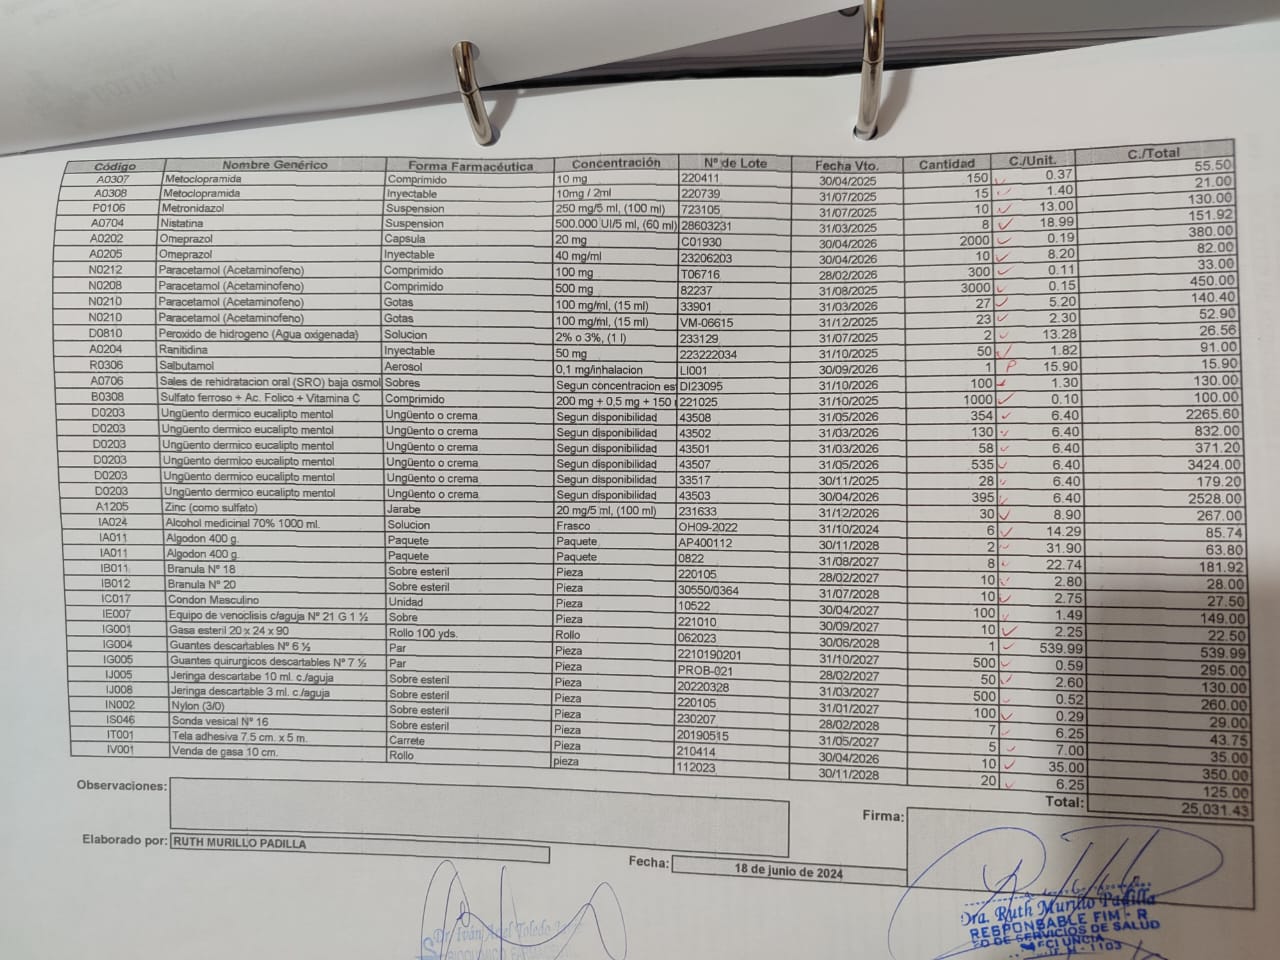 Código Nombre Genérico Forma Farmacéutica Concentración Nº de Lote Fecha Vto. Cantidad C./Unit. C./Total
A0307 Metoclopramida Comprimido 10 mg 220411 30/04/2025 150 0.37 55.50
A0308 Metoclopramida Inyectable 10mg / 2ml 220739 31/07/2025 15 1.40 21.00
P0106 Metronidazol Suspension 250 mg/5 ml, (100 ml) 723105 31/07/2025 10 13.00 130.00
A0704 Nistatina Suspension 500.000 UI/5 ml, (60 ml) 28603231 31/03/2025 8 18.99 151.92
A0202 Omeprazol Capsula 20 mg C01930 30/04/2026 2000 0.19 380.00
A0205 Omeprazol Inyectable 40 mg/ml 23206203 30/04/2026 10 8.20 82.00
N0212 Paracetamol (Acetaminofeno) Comprimido 100 mg T06716 28/02/2026 300 0.11 33.00
N0208 Paracetamol (Acetaminofeno) Comprimido 500 mg 82237 31/08/2025 3000 0.15 450.00
N0210 Paracetamol (Acetaminofeno) Gotas 100 mg/ml, (15 ml) 33901 31/03/2026 27 5.20 140.40
N0210 Paracetamol (Acetaminofeno) Gotas 100 mg/ml, (15 ml) VM-06615 31/12/2025 23 2.30 52.90
D0810 Peroxido de hidrogeno (Agua oxigenada) Solucion 2% o 3%, (1 l) 233129 31/07/2025 2 13.28 26.56
A0204 Ranitidina Inyectable 50 mg 223222034 31/10/2025 50 1.82 91.00
R0306 Salbutamol Aerosol 0,1 mg/inhalacion LI001 30/09/2026 1 15.90 15.90
A0706 Sales de rehidratacion oral (SRO) baja osmol Sobres Segun concentracion es DI23095 31/10/2026 100 1.30 130.00
B0308 Sulfato ferroso + Ac. Folico + Vitamina C Comprimido 200 mg + 0,5 mg + 150 221025 31/10/2025 1000 0.10 100.00
D0203 Ungüento dermico eucalipto mentol Ungüento o crema Segun disponibilidad 43508 31/05/2026 354 6.40 2265.60
D0203 Ungüento dermico eucalipto mentol Ungüento o crema Segun disponibilidad 43502 31/03/2026 130 6.40 832.00
D0203 Ungüento dermico eucalipto mentol Ungüento o crema Segun disponibilidad 43501 31/03/2026 58 6.40 371.20
D0203 Ungüento dermico eucalipto mentol Ungüento o crema Segun disponibilidad 43507 31/05/2026 535 6.40 3424.00
D0203 Ungüento dermico eucalipto mentol Ungüento o crema Segun disponibilidad 33517 30/11/2025 28 6.40 179.20
D0203 Ungüento dermico eucalipto mentol Ungüento o crema Segun disponibilidad 43503 30/04/2026 395 6.40 2528.00
A1205 Zinc (como sulfato) Jarabe 20 mg/5 ml, (100 ml) 231633 31/12/2026 30 8.90 267.00
IA024 Alcohol medicinal 70% 1000 ml. Solucion Frasco OH09-2022 31/10/2024 6 14.29 85.74
IA011 Algodon 400 g. Paquete Paquete AP400112 30/11/2028 2 31.90 63.80
IA011 Algodon 400 g. Paquete Paquete 0822 31/08/2027 8 22.74 181.92
IB011 Branula Nº 18 Sobre esteril Pieza 220105 28/02/2027 10 2.80 28.00
IB012 Branula Nº 20 Sobre esteril Pieza 30550/0364 31/07/2028 10 2.75 27.50
IC017 Condon Masculino Unidad Pieza 10522 30/04/2027 100 1.49 149.00
IE007 Equipo de venoclisis c/aguja Nº 21 G 1 ½ Sobre Pieza 221010 30/09/2027 10 2.25 22.50
IG001 Gasa esteril 20 x 24 x 90 Rollo 100 yds. Rollo 062023 30/06/2028 1 539.99 539.99
IG004 Guantes descartables Nº 6 ½ Par Pieza 2210190201 31/10/2027 500 0.59 295.00
IG005 Guantes quirurgicos descartables Nº 7 ½ Par Pieza PROB-021 28/02/2027 50 2.60 130.00
IJ005 Jeringa descartabe 10 ml. c./aguja Sobre esteril Pieza 20220328 31/03/2027 500 0.52 260.00
IJ008 Jeringa descartable 3 ml. c./aguja Sobre esteril Pieza 220105 31/01/2027 100 0.29 29.00
IN002 Nylon (3/0) Sobre esteril Pieza 230207 28/02/2028 7 6.25 43.75
IS046 Sonda vesical Nº 16 Sobre esteril Pieza 20190515 31/05/2027 5 7.00 35.00
IT001 Tela adhesiva 7.5 cm. x 5 m. Carrete Pieza 210414 30/04/2026 10 35.00 350.00
IV001 Venda de gasa 10 cm. Rollo pieza 112023 30/11/2028 20 6.25 125.00
Total: 25,031.43
Observaciones:
Firma:
Elaborado por: RUTH MURILLO PADILLA
Fecha: 18 de junio de 2024
Dra. Ruth Murillo Padilla
RESPONSABLE FIM - R
ED DE SERVICIOS DE SALUD
UNCIA
1103